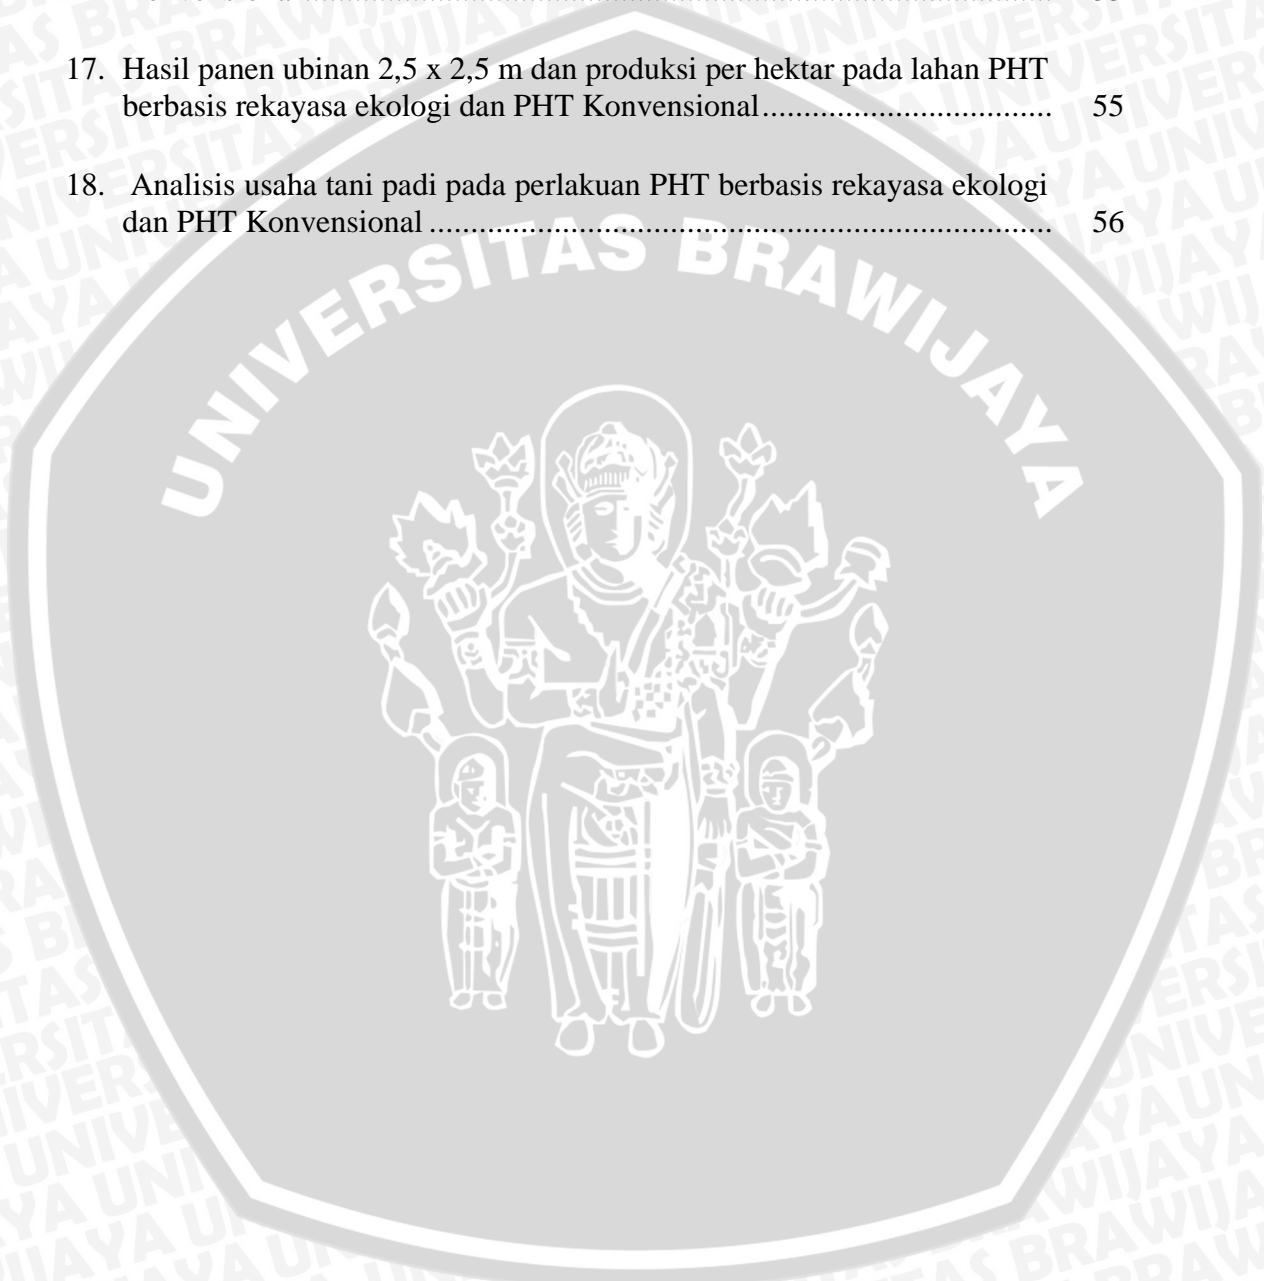 17. Hasil panen ubinan 2,5 x 2,5 m dan produksi per hektar pada lahan PHT
berbasis rekayasa ekologi dan PHT Konvensional.................................. 55
18. Analisis usaha tani padi pada perlakuan PHT berbasis rekayasa ekologi
dan PHT Konvensional ......................................................................... 56
UNIVERSITAS BRAWIJAYA